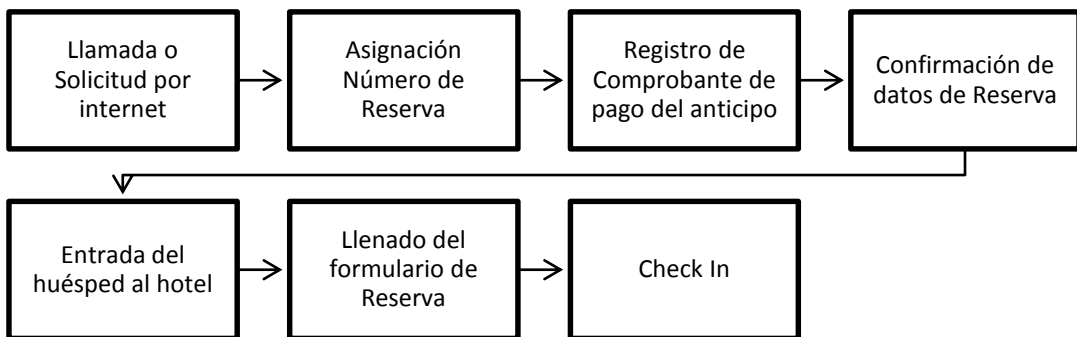 Llamada o
Solicitud por
internet
Asignación
Número de
Reserva
Registro de
Comprobante de
pago del anticipo
Confirmación de
datos de Reserva
Entrada del
huésped al hotel
Llenado del
formulario de
Reserva
Check In